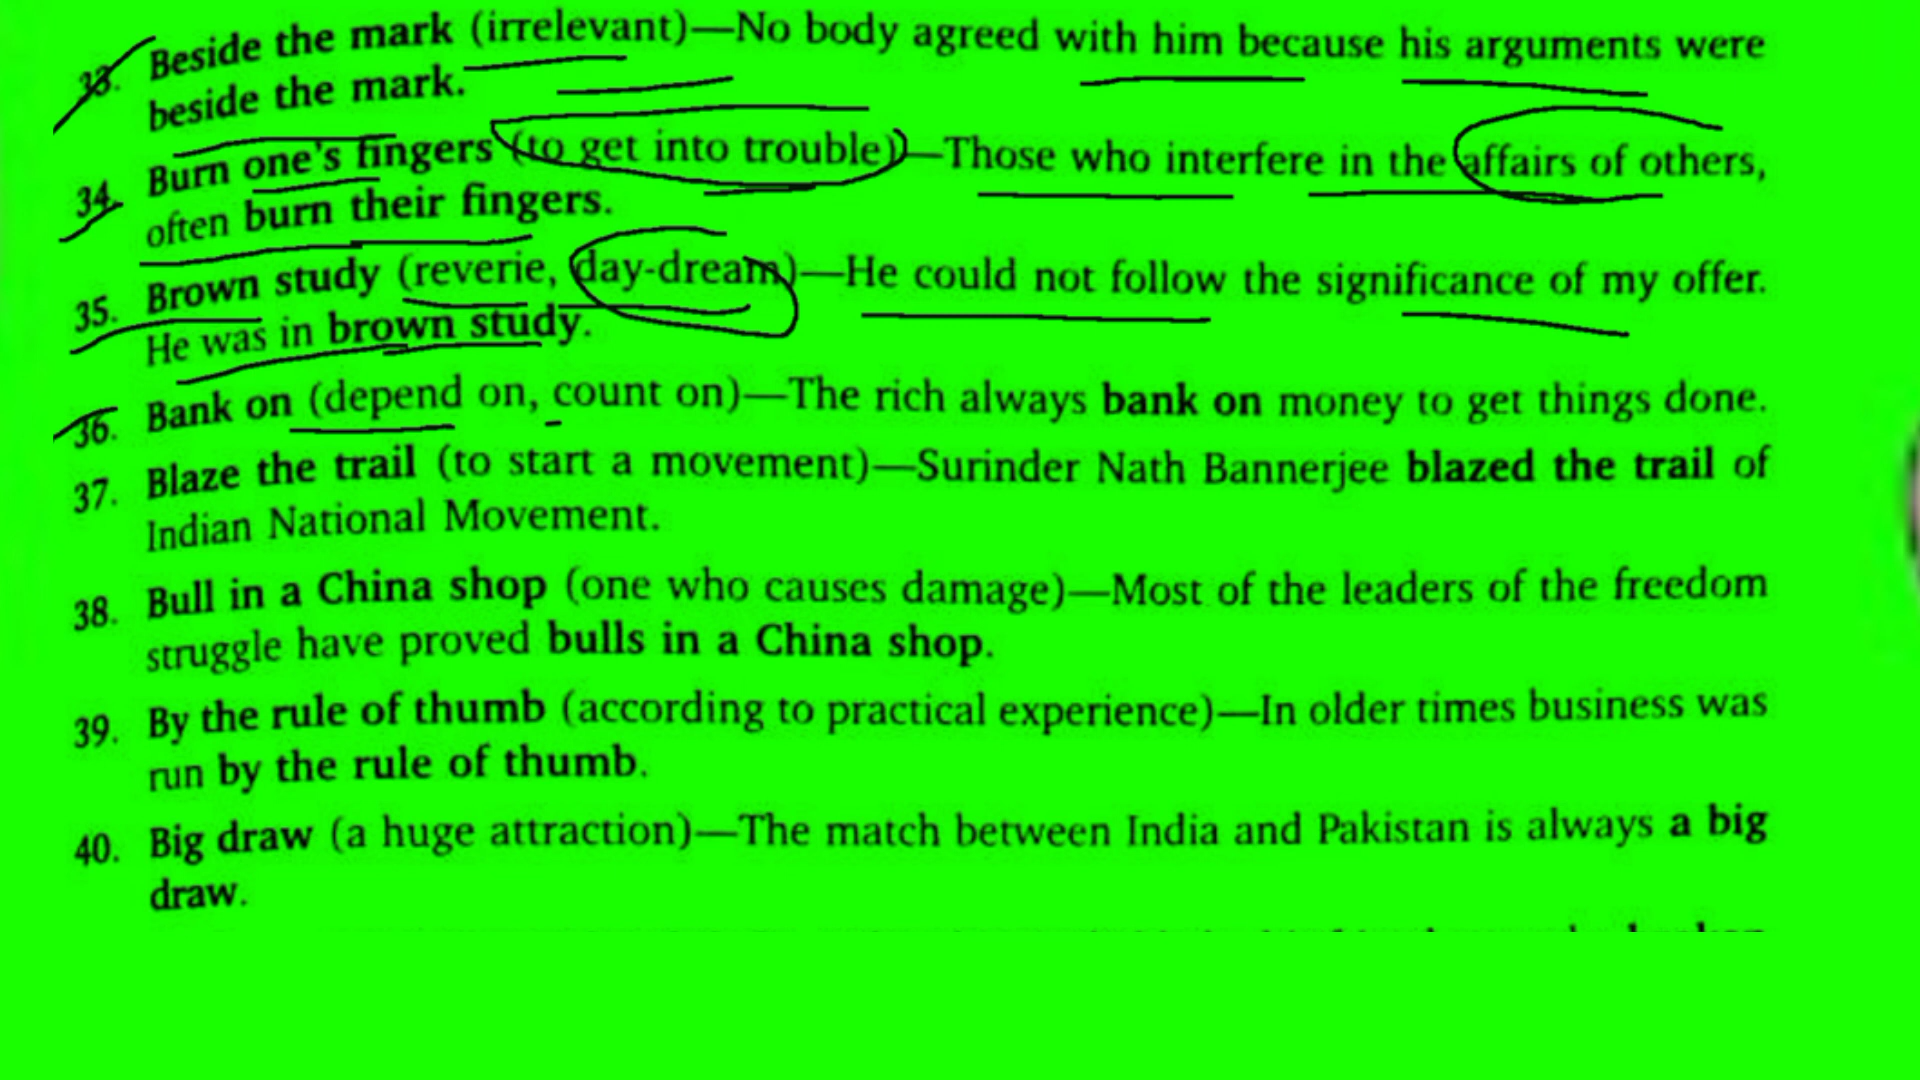 33. Beside the mark (irrelevant)—No body agreed with him because his arguments were
beside the mark.
34. Burn one's fingers (to get into trouble)—Those who interfere in the affairs of others,
often burn their fingers.
35. Brown study (reverie, day-dream)—He could not follow the significance of my offer.
He was in brown study.
36. Bank on (depend on, count on)—The rich always bank on money to get things done.
37. Blaze the trail (to start a movement)—Surinder Nath Bannerjee blazed the trail of
Indian National Movement.
38. Bull in a China shop (one who causes damage)—Most of the leaders of the freedom
struggle have proved bulls in a China shop.
39. By the rule of thumb (according to practical experience)—In older times business was
run by the rule of thumb.
40. Big draw (a huge attraction)—The match between India and Pakistan is always a big
draw.